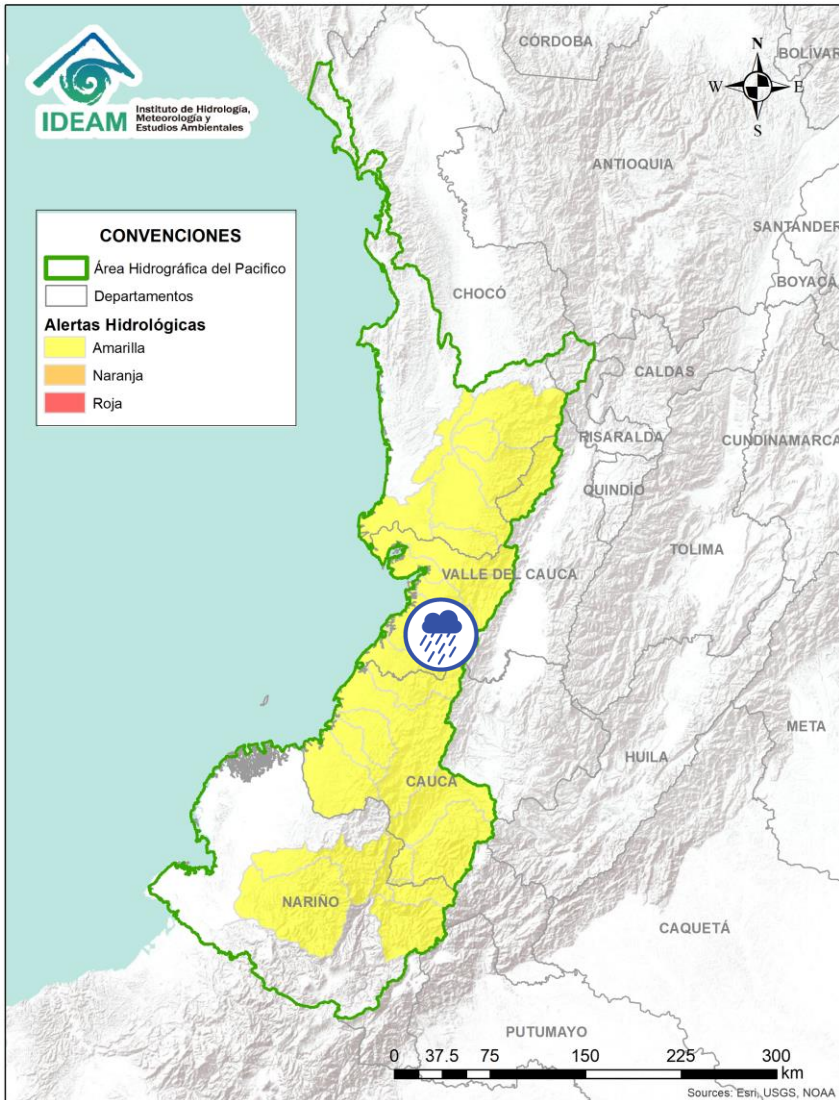 CÓRDOBA
BOLÍVAR
N
W
E
S
IDEAM
Instituto de Hidrología,
Meteorología y
Estudios Ambientales
ANTIOQUIA
SANTANDER
CONVENCIONES
Área Hidrográfica del Pacifico
Departamentos
Alertas Hidrológicas
Amarilla
Naranja
Roja
BOYACÁ
CHOCÓ
CALDAS
RISARALDA
CUNDINAMARCA
QUINDÍO
TOLIMA
VALLE DEL CAUCA
META
HUILA
CAUCA
NARIÑO
CAQUETÁ
PUTUMAYO
0 37.5 75 150 225 300
km
Sources: Esri, USGS, NOAA